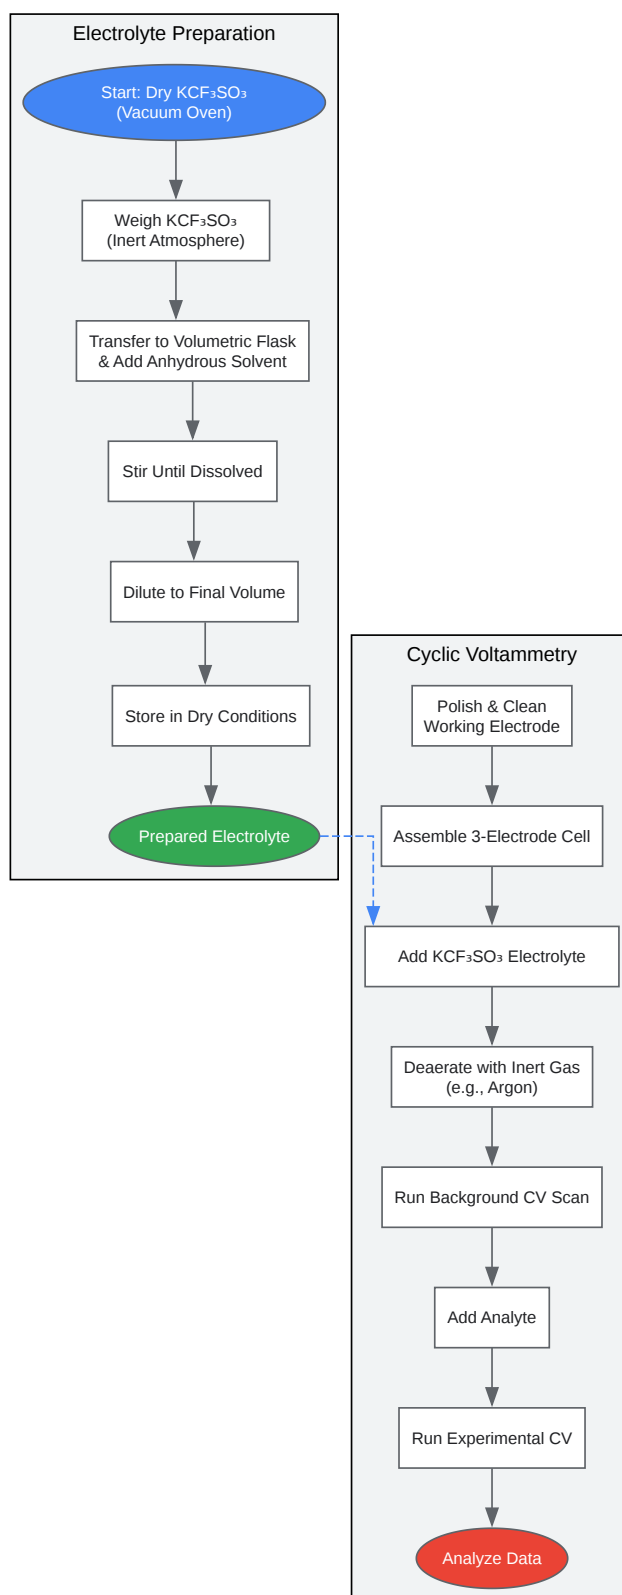 Electrolyte Preparation
Start: Dry KCF₃SO₃
(Vacuum Oven)
Weigh KCF₃SO₃
(Inert Atmosphere)
Transfer to Volumetric Flask
& Add Anhydrous Solvent
Stir Until Dissolved
Dilute to Final Volume
Store in Dry Conditions
Prepared Electrolyte
Cyclic Voltammetry
Polish & Clean
Working Electrode
Assemble 3-Electrode Cell
Add KCF₃SO₃ Electrolyte
Deaerate with Inert Gas
(e.g., Argon)
Run Background CV Scan
Add Analyte
Run Experimental CV
Analyze Data